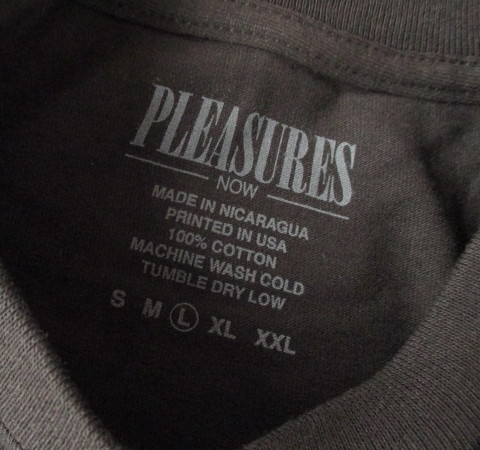 PLEASURES
NOW
MADE IN NICARAGUA
PRINTED IN USA
100% COTTON
MACHINE WASH COLD
TUMBLE DRY LOW
S M L XL XXL